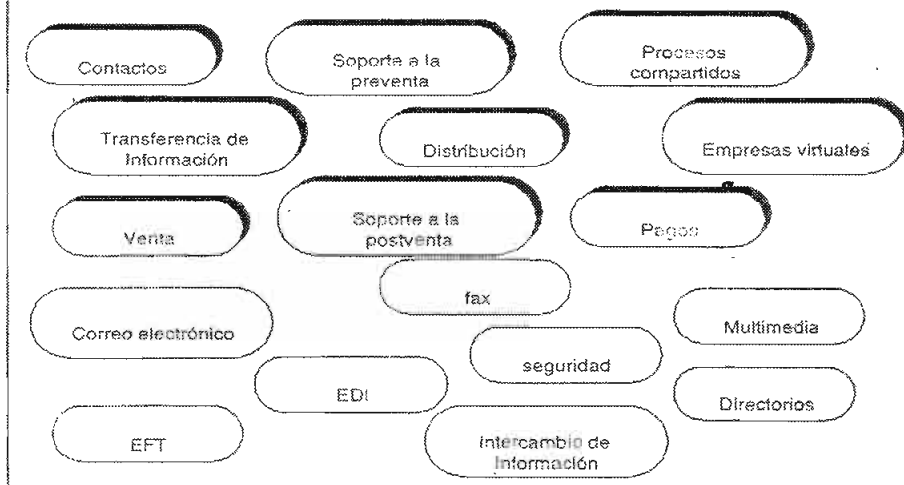 Contactos
Soporte a la
preventa
Procesos
compartidos
Transferencia de
Información
Distribución
Empresas virtuales
Venta
Soporte a la
postventa
Pagos
fax
Correo electrónico
Multimedia
seguridad
EDI
Directorios
EFT
Intercambio de
Información